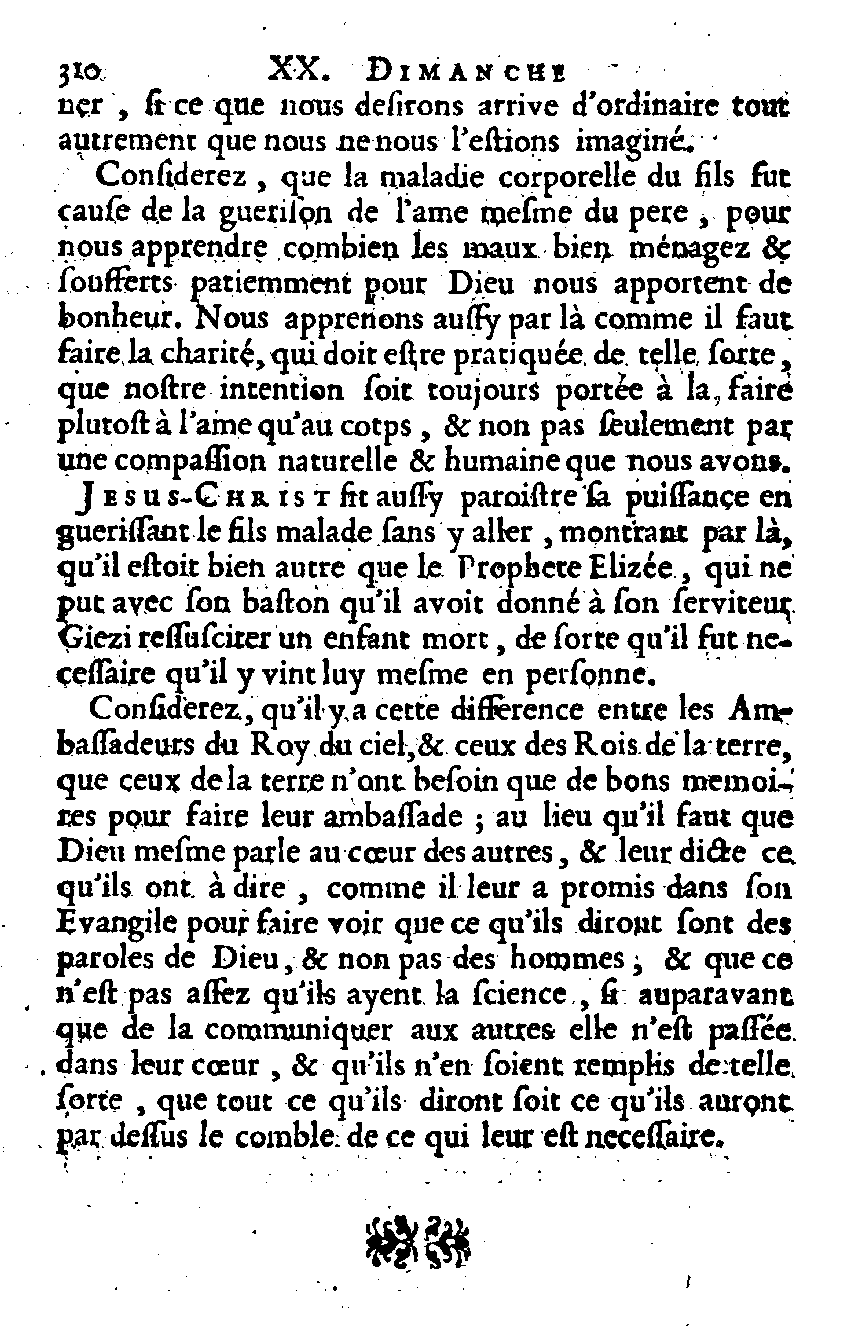 310 XX. DIMANCHE
ner, ſi ce que nous deſirons arrive d'ordinaire tout
autrement que nous ne nous l'eſtions imaginé.
Conſiderez, que la maladie corporelle du fils fut
cauſe de la gueriſon de l'ame meſme du pere, pour
nous apprendre combien les maux bien ménagez &
ſoufferts patiemment pour Dieu nous apportent de
bonheur. Nous apprenons auſſy par là comme il faut
faire la charité, qui doit eſtre pratiquée de telle ſorte,
que noſtre intention ſoit toujours portée à la faire
plutoſt à l'ame qu'au cotps, & non pas ſeulement par
une compaſſion naturelle & humaine que nous avons.
JESUS-CHRIST fit auſſy paroiſtre ſa puiſſance en
gueriſſant le fils malade ſans y aller, montrant par là,
qu'il eſtoit bien autre que le Prophete Elizée, qui ne
put avec ſon baſton qu'il avoit donné à ſon ſerviteur
Giezi reſſuſciter un enfant mort, de ſorte qu'il fut ne-
ceſſaire qu'il y vint luy meſme en perſonne.
Conſiderez, qu'il y a cette difference entre les Am-
baſſadeurs du Roy du ciel, & ceux des Rois de la terre,
que ceux de la terre n'ont beſoin que de bons memoi-
res pour faire leur ambaſſade ; au lieu qu'il faut que
Dieu meſme parle au cœur des autres, & leur dicte ce
qu'ils ont à dire, comme il leur a promis dans ſon
Evangile pour faire voir que ce qu'ils diront ſont des
paroles de Dieu, & non pas des hommes ; & que ce
n'eſt pas aſſez qu'ils ayent la ſcience, ſi auparavant
que de la communiquer aux autres elle n'eſt paſſée
dans leur cœur, & qu'ils n'en ſoient remplis de telle
ſorte, que tout ce qu'ils diront ſoit ce qu'ils auront
par deſſus le comble de ce qui leur eſt neceſſaire.